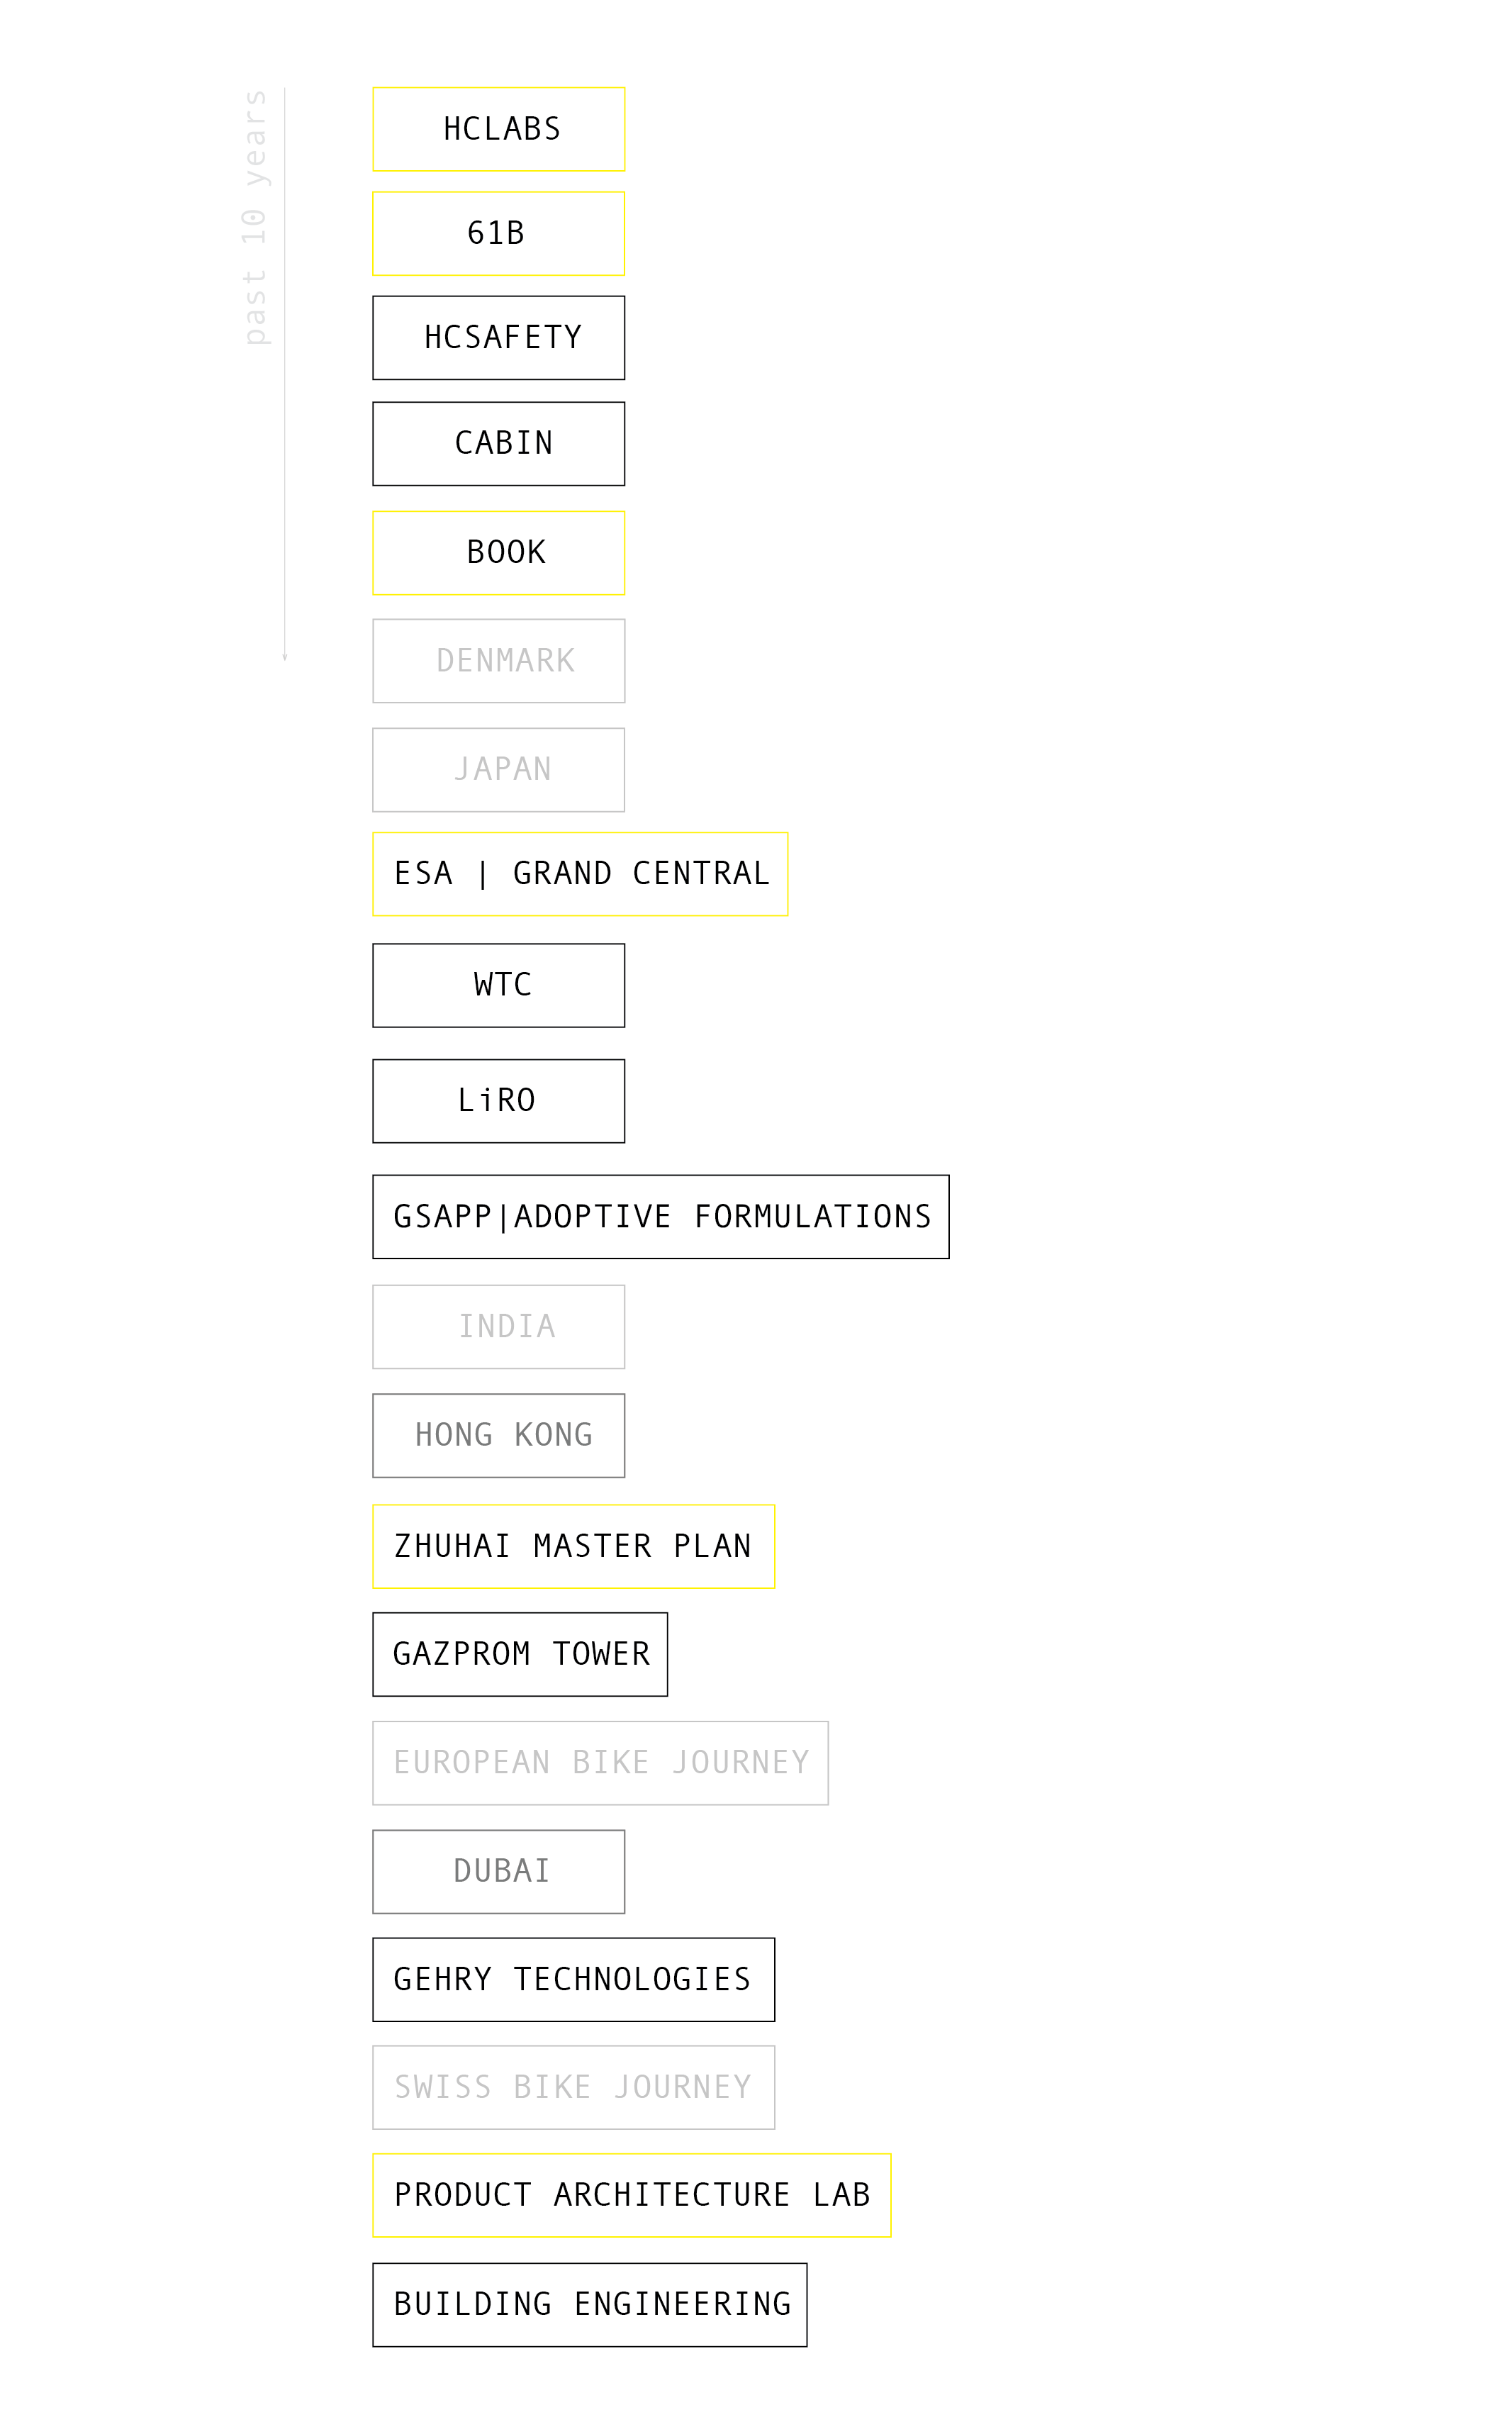 past 10 years
HCLABS
61B
HCSAFETY
CABIN
BOOK
DENMARK
JAPAN
ESA | GRAND CENTRAL
WTC
LiRO
GSAPP|ADOPTIVE FORMULATIONS
INDIA
HONG KONG
ZHUHAI MASTER PLAN
GAZPROM TOWER
EUROPEAN BIKE JOURNEY
DUBAI
GEHRY TECHNOLOGIES
SWISS BIKE JOURNEY
PRODUCT ARCHITECTURE LAB
BUILDING ENGINEERING